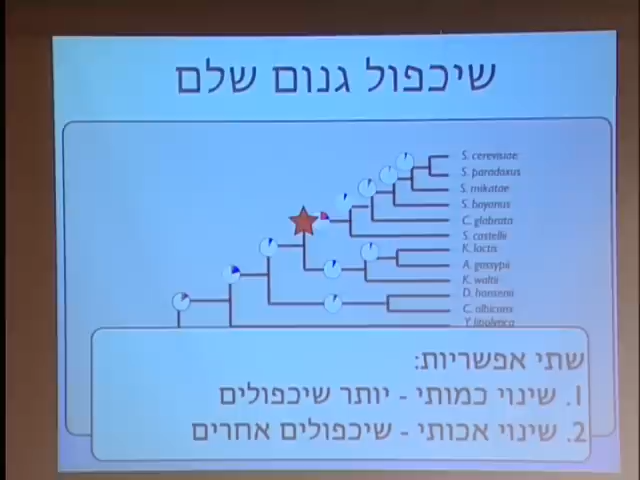 שיכפול גנום שלם
S. cerevisiae
S. paradoxus
S. mikatae
S. bayanus
C. glabrata
S. castellii
K. lactis
A. gossypii
K. waltii
D. hansenii
C. albicans
Y. lipolytica
שתי אפשריות:
1. שינוי כמותי - יותר שיכפולים
2. שינוי אכותי - שיכפולים אחרים